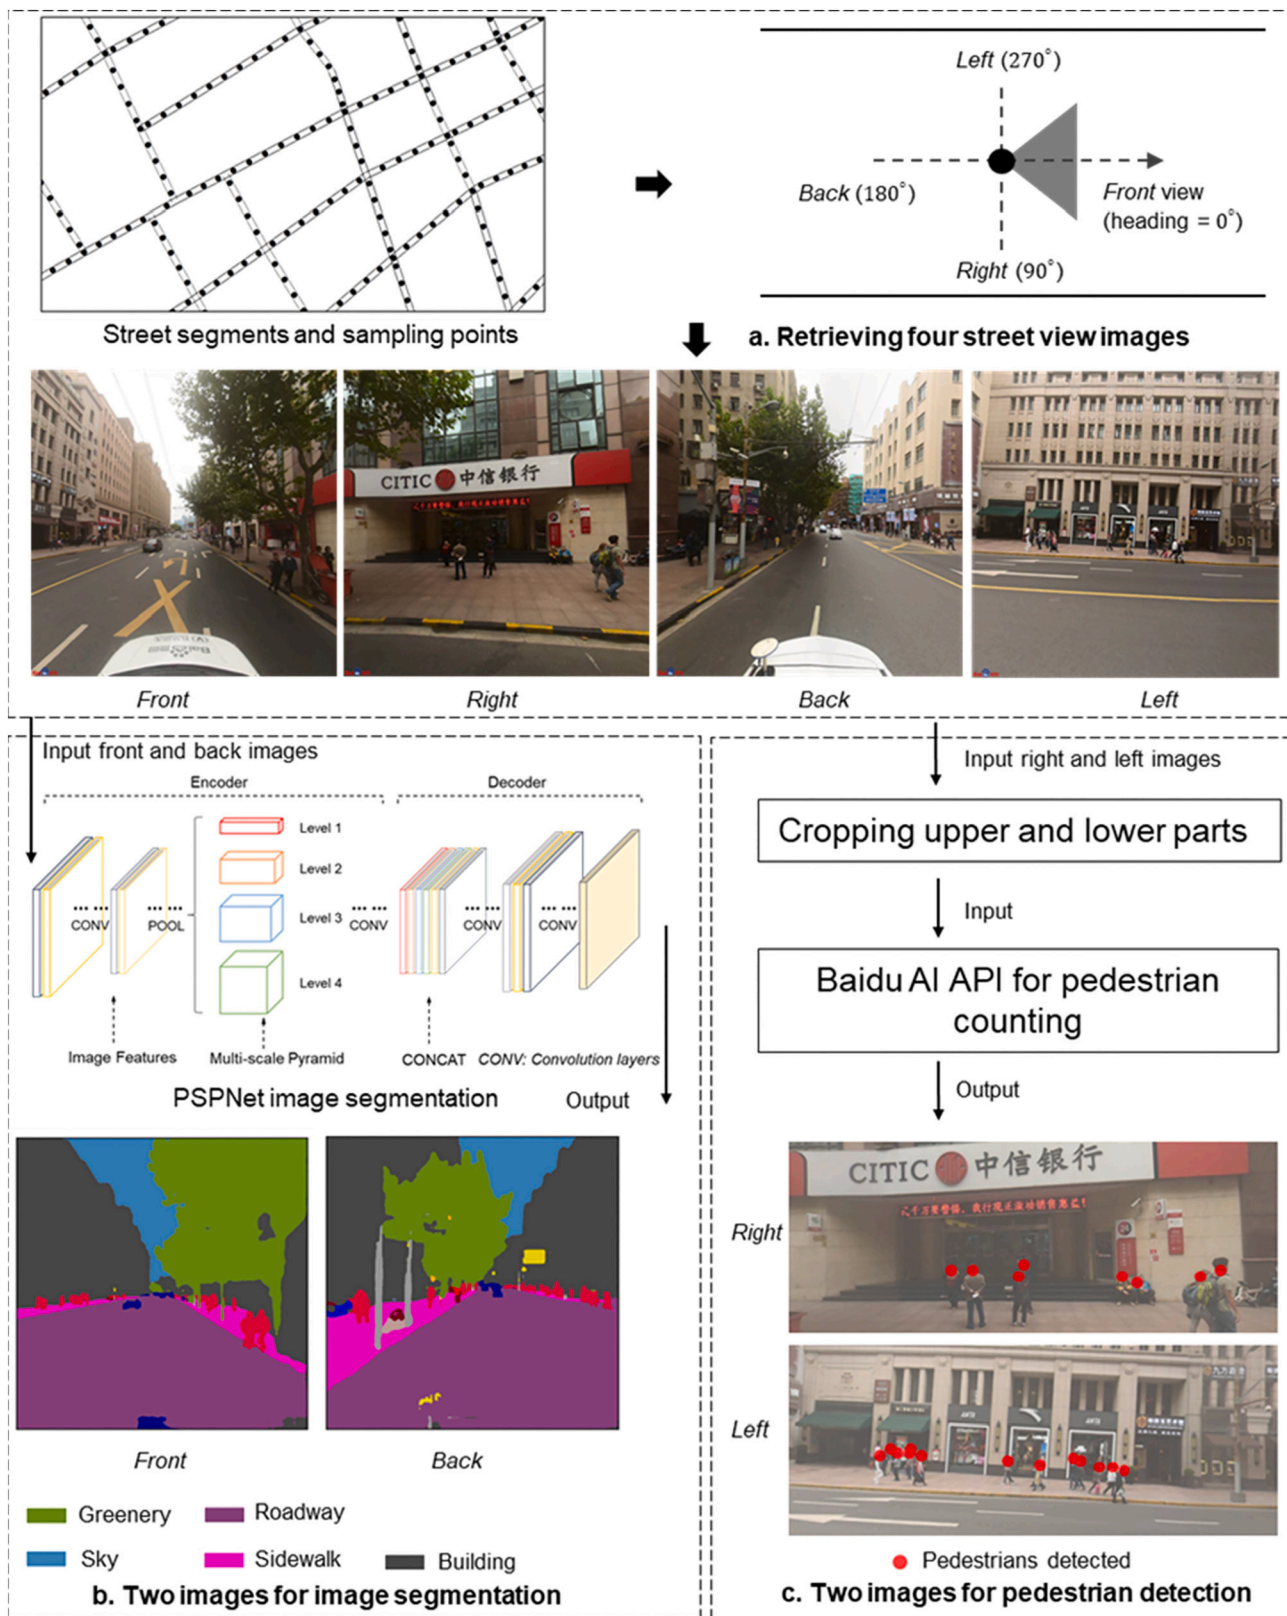 Left (270°)
Back (180°)
Front view
(heading = 0°)
Right (90°)
Street segments and sampling points
a. Retrieving four street view images
CITIC 中信银行
Front
Right
Back
Left
Input front and back images
Encoder
Decoder
Level 1
Level 2
Level 3
Level 4
... ...
CONV
... ...
POOL
... ...
CONV
... ...
CONV
... ...
CONV
Image Features
Multi-scale Pyramid
CONCAT
CONV: Convolution layers
PSPNet image segmentation
Output
Front
Back
Greenery
Roadway
Sky
Sidewalk
Building
b. Two images for image segmentation
Input right and left images
Cropping upper and lower parts
Input
Baidu AI API for pedestrian
counting
Output
CITIC 中信银行
Right
Left
Pedestrians detected
c. Two images for pedestrian detection